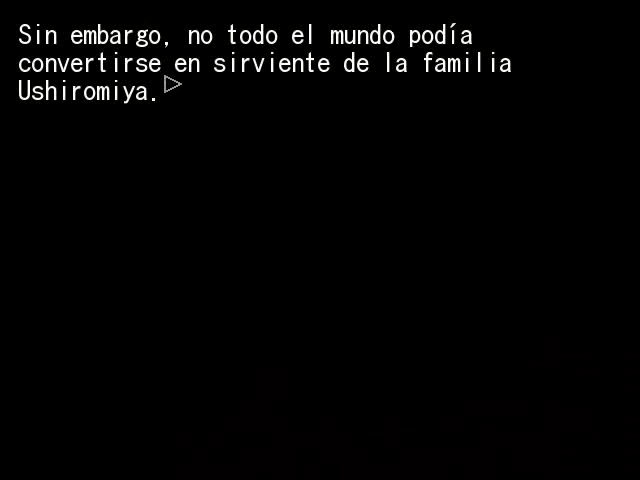 Sin embargo, no todo el mundo podía
convertirse en sirviente de la familia
Ushiromiya.